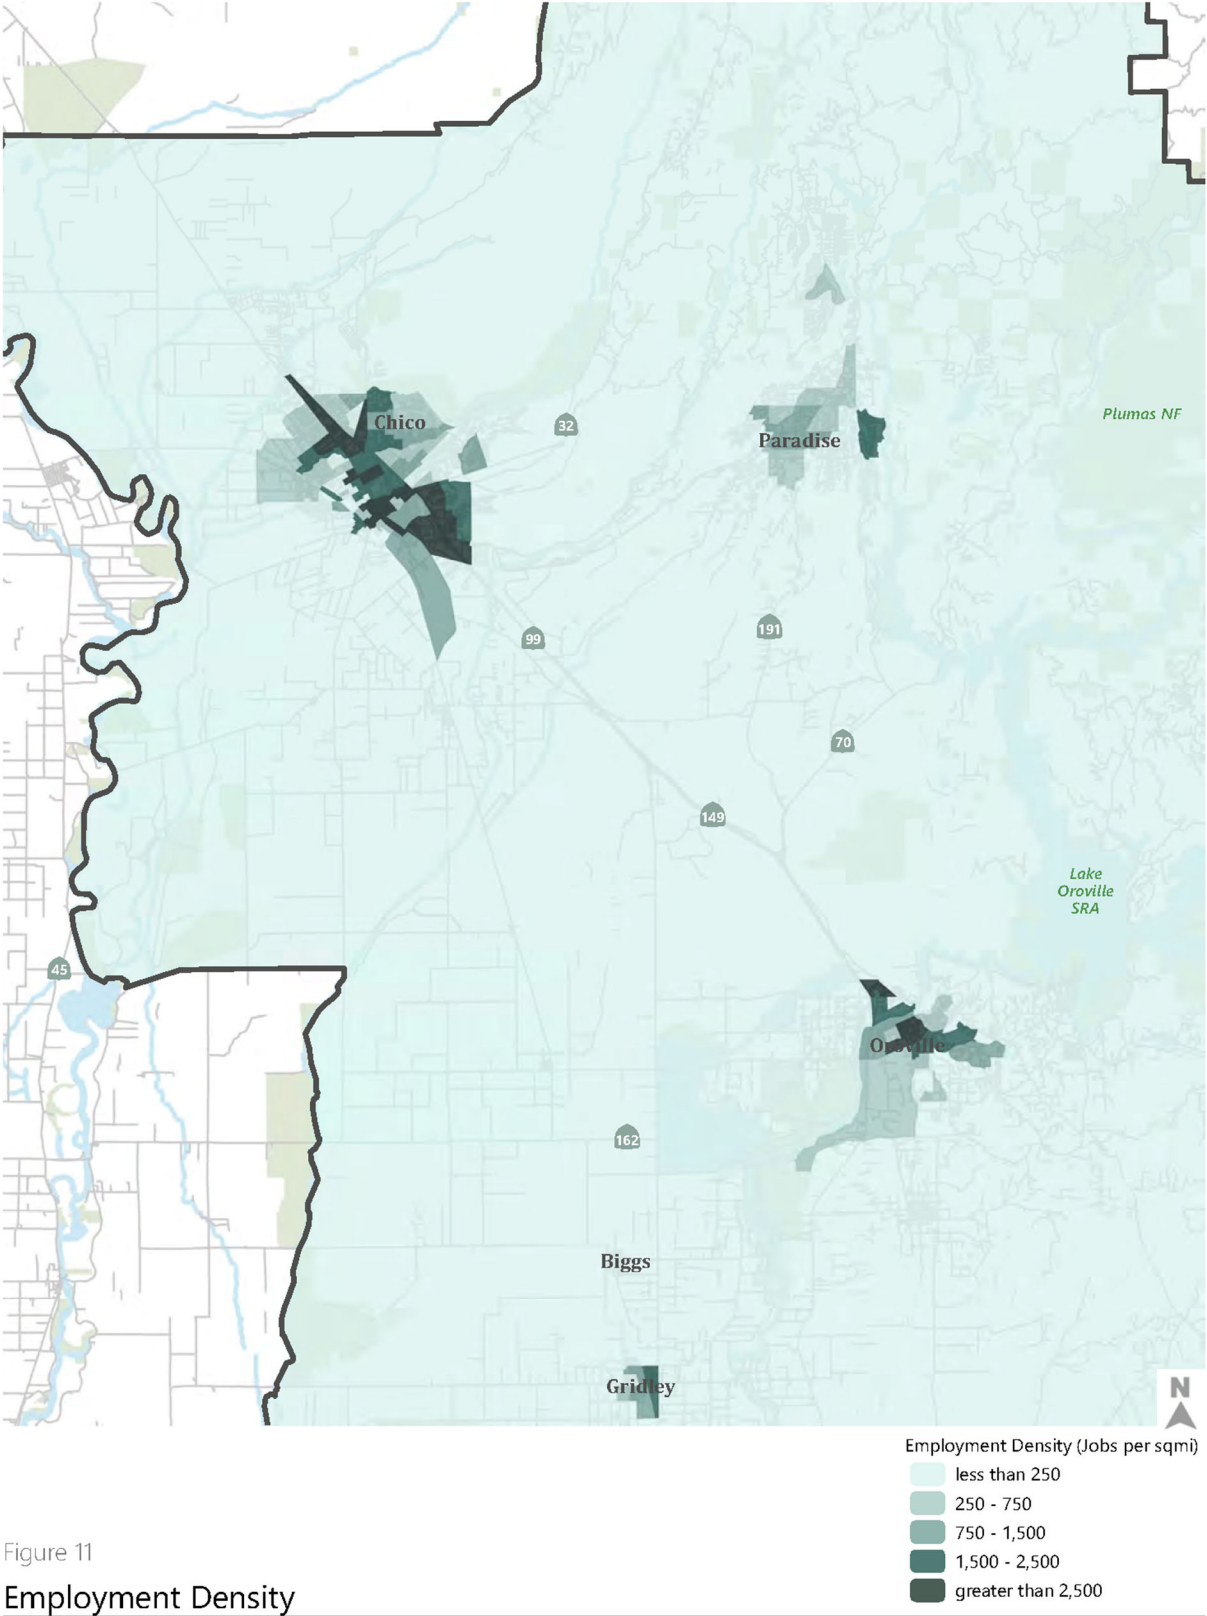 Chico
32
Paradise
Plumas NF
99
191
70
149
Lake
Oroville
SRA
45
Oroville
162
Biggs
Gridley
N
Employment Density (Jobs per sqmi)
less than 250
250 - 750
750 - 1,500
1,500 - 2,500
greater than 2,500
Figure 11
Employment Density